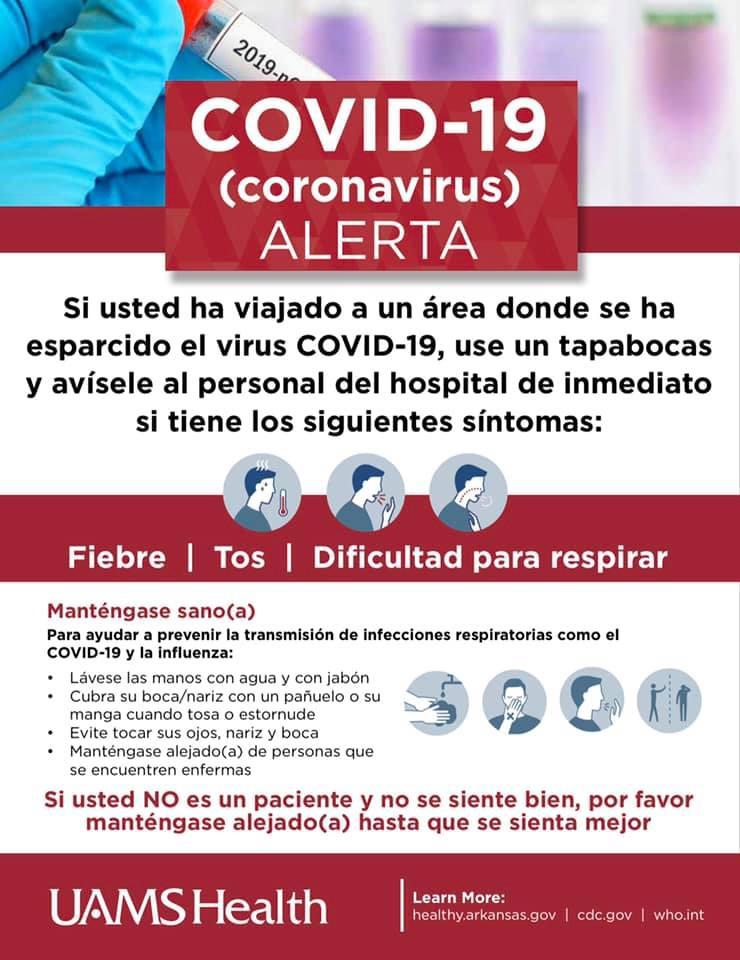 2019-n
COVID-19
(coronavirus)
ALERTA
Si usted ha viajado a un área donde se ha
esparcido el virus COVID-19, use un tapabocas
y avísele al personal del hospital de inmediato
si tiene los siguientes síntomas:
Fiebre | Tos | Dificultad para respirar
Manténgase sano(a)
Para ayudar a prevenir la transmisión de infecciones respiratorias como el
COVID-19 y la influenza:
• Lávese las manos con agua y con jabón
• Cubra su boca/nariz con un pañuelo o su
manga cuando tosa o estornude
• Evite tocar sus ojos, nariz y boca
• Manténgase alejado(a) de personas que
se encuentren enfermas
Si usted NO es un paciente y no se siente bien, por favor
manténgase alejado(a) hasta que se sienta mejor
UAMS Health
Learn More:
healthy.arkansas.gov | cdc.gov | who.int